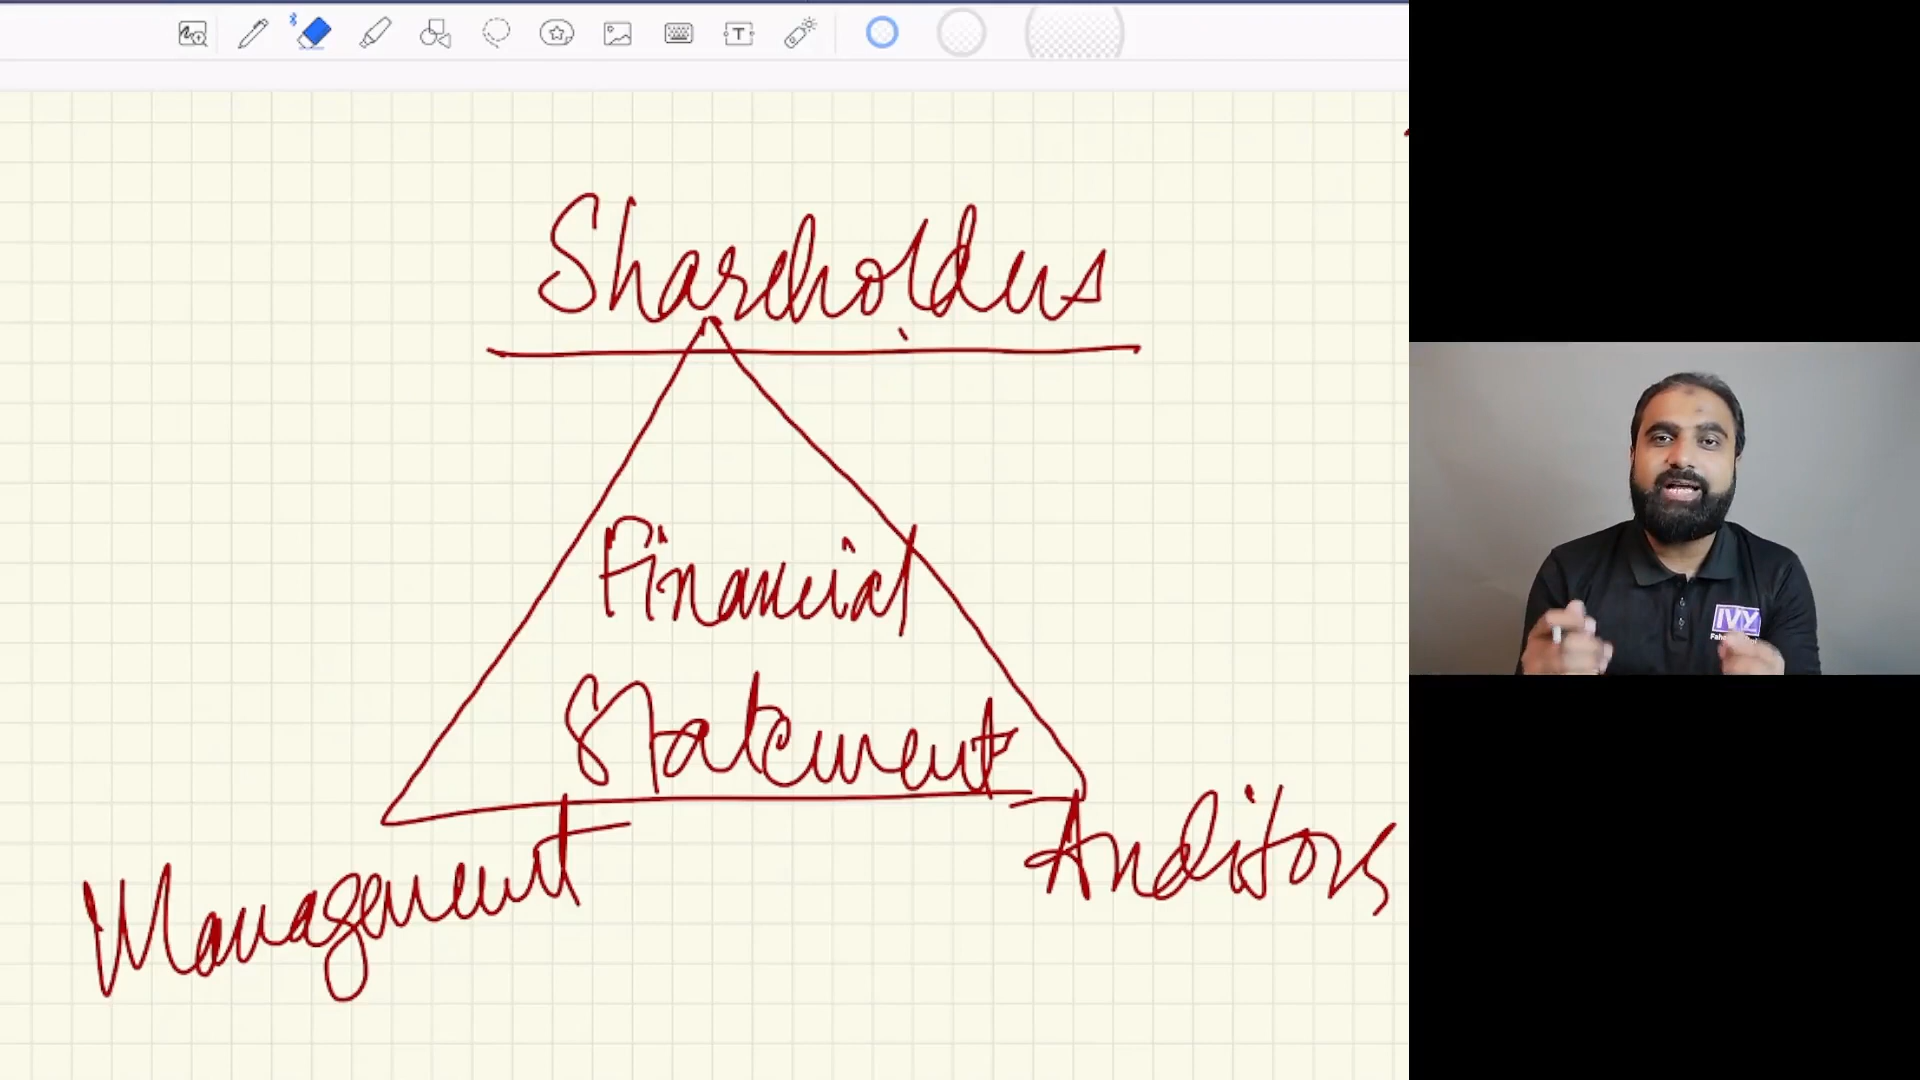 Shareholders
Financial
Statement
Management
Auditors
IVY